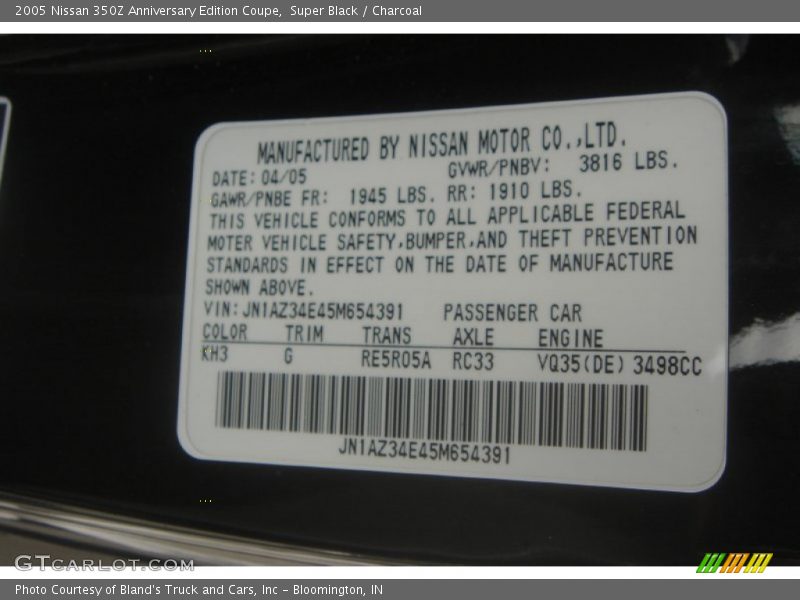 2005 Nissan 350Z Anniversary Edition Coupe,  Super Black / Charcoal
MANUFACTURED BY NISSAN MOTOR CO.,LTD.
DATE:04/05 GVWR/PNBV: 3816 LBS.
GAWR/PNBE FR: 1945 LBS. RR: 1910 LBS.
THIS VEHICLE CONFORMS TO ALL APPLICABLE FEDERAL
MOTER VEHICLE SAFETY,BUMPER,AND THEFT PREVENTION
STANDARDS IN EFFECT ON THE DATE OF MANUFACTURE
SHOWN ABOVE.
VIN:JN1AZ34E45M654391 PASSENGER CAR
COLOR TRIM TRANS AXLE ENGINE
KH3 G RE5R05A RC33 VQ35(DE) 3498CC
JN1AZ34E45M654391
GTCARLOT.COM
Photo Courtesy of Bland's Truck and Cars, Inc - Bloomington, IN